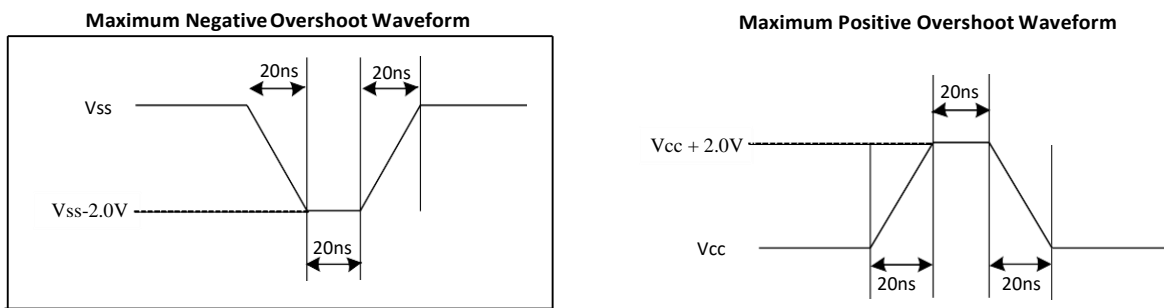 Maximum Negative Overshoot Waveform
20ns
20ns
Vss
Vss-2.0V
20ns
Maximum Positive Overshoot Waveform
20ns
Vcc + 2.0V
Vcc
20ns
20ns